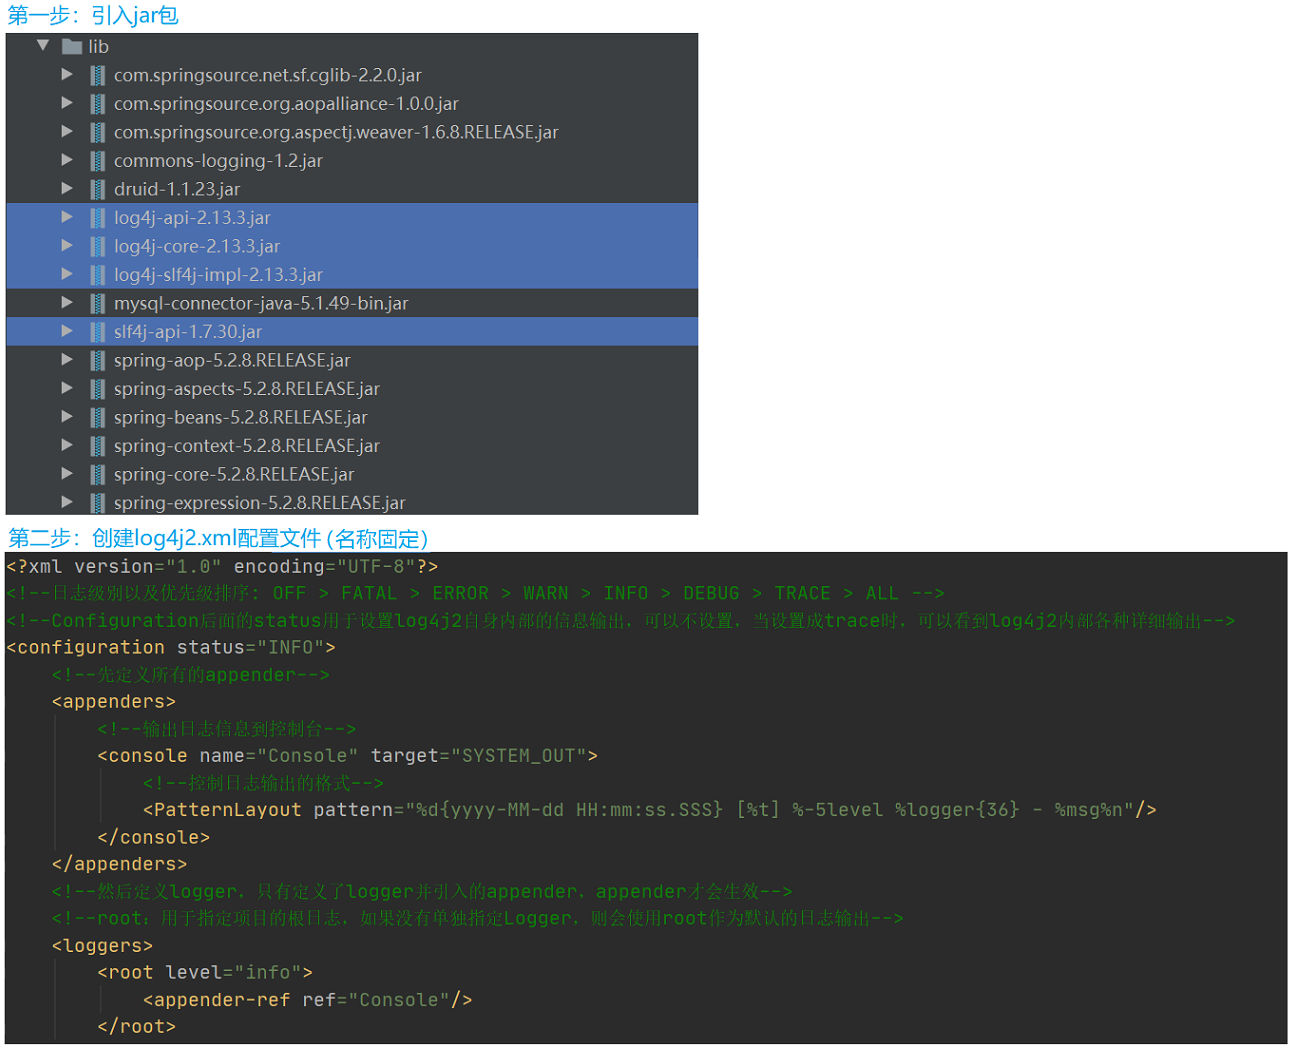 第一步：引入jar包
lib
com.springsource.net.sf.cglib-2.2.0.jar
com.springsource.org.aopalliance-1.0.0.jar
com.springsource.org.aspectj.weaver-1.6.8.RELEASE.jar
commons-logging-1.2.jar
druid-1.1.23.jar
log4j-api-2.13.3.jar
log4j-core-2.13.3.jar
log4j-slf4j-impl-2.13.3.jar
mysql-connector-java-5.1.49-bin.jar
slf4j-api-1.7.30.jar
spring-aop-5.2.8.RELEASE.jar
spring-aspects-5.2.8.RELEASE.jar
spring-beans-5.2.8.RELEASE.jar
spring-context-5.2.8.RELEASE.jar
spring-core-5.2.8.RELEASE.jar
spring-expression-5.2.8.RELEASE.jar
第二步：创建log4j2.xml配置文件（名称固定）
<?xml version="1.0" encoding="UTF-8"?>
<!--日志级别以及优先级排序: OFF > FATAL > ERROR > WARN > INFO > DEBUG > TRACE > ALL -->
<!--Configuration后面的status用于设置log4j2自身内部的信息输出，可以不设置，当设置成trace时，可以看到log4j2内部各种详细输出-->
<configuration status="INFO">
<!--先定义所有的appender-->
<appenders>
<!--输出日志信息到控制台-->
<console name="Console" target="SYSTEM_OUT">
<!--控制日志输出的格式-->
<PatternLayout pattern="%d{yyyy-MM-dd HH:mm:ss.SSS} [%t] %-5level %logger{36} - %msg%n"/>
</console>
</appenders>
<!--然后定义logger，只有定义了logger并引入的appender，appender才会生效-->
<!--root：用于指定项目的根日志，如果没有单独指定Logger，则会使用root作为默认的日志输出-->
<loggers>
<root level="info">
<appender-ref ref="Console"/>
</root>